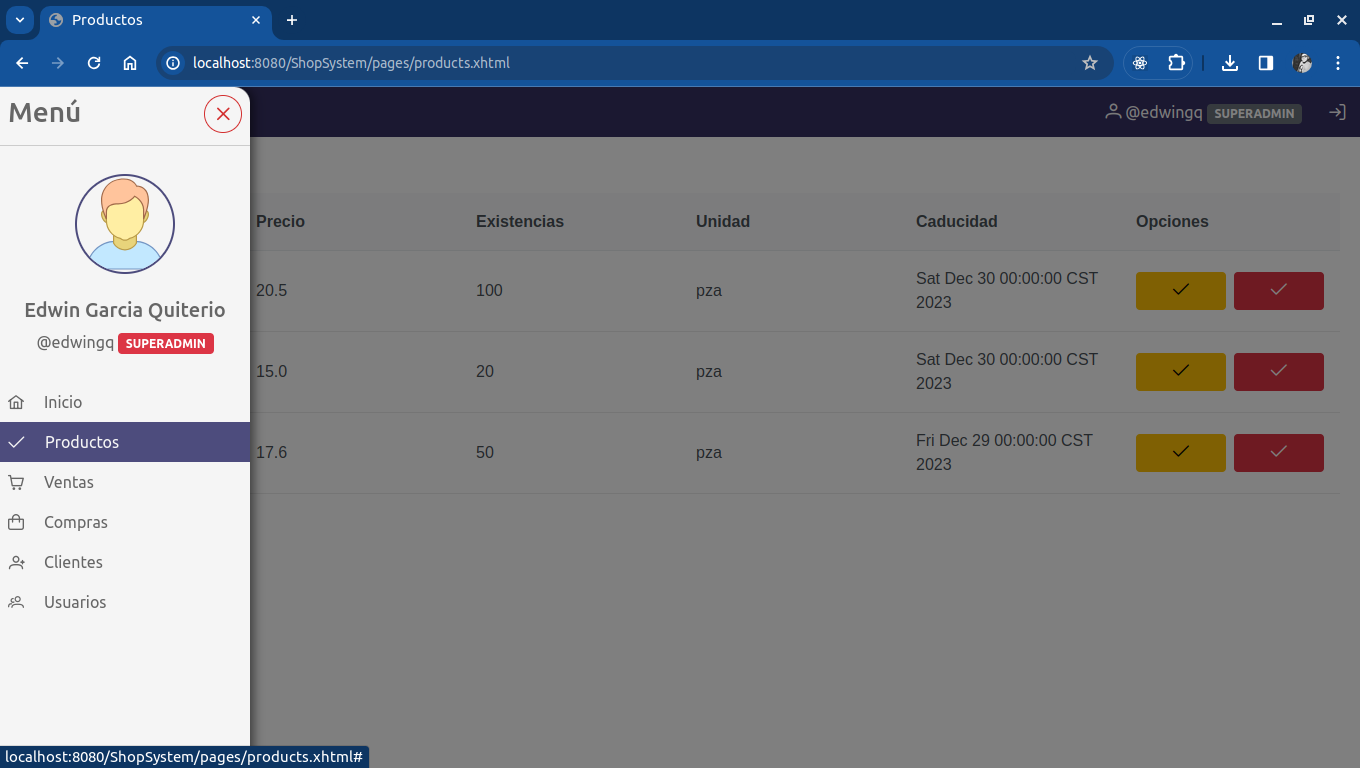 Productos
localhost:8080/ShopSystem/pages/products.xhtml
Menú
@edwingq SUPERADMIN
Edwin Garcia Quiterio
@edwingq SUPERADMIN
Inicio
Productos
Ventas
Compras
Clientes
Usuarios
Precio Existencias Unidad Caducidad Opciones
20.5 100 pza Sat Dec 30 00:00:00 CST
2023
15.0 20 pza Sat Dec 30 00:00:00 CST
2023
17.6 50 pza Fri Dec 29 00:00:00 CST
2023
localhost:8080/ShopSystem/pages/products.xhtml#